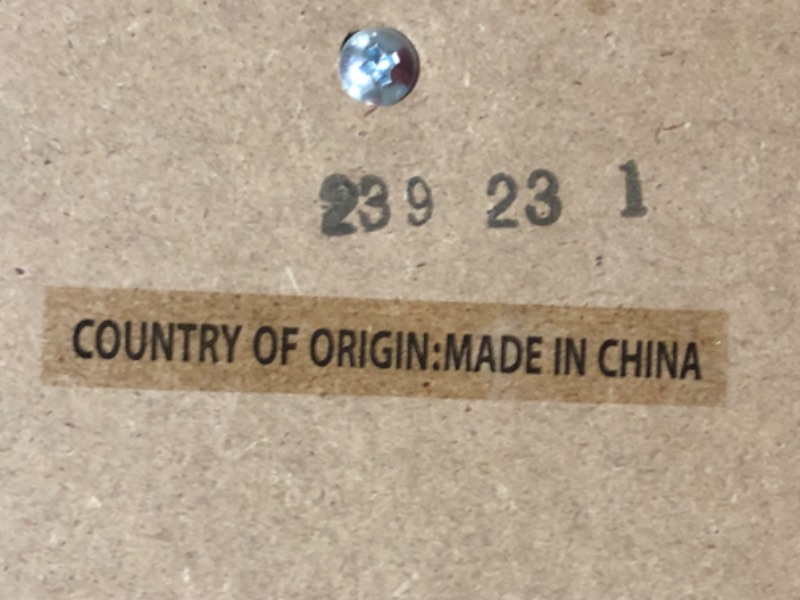 239 23 1
COUNTRY OF ORIGIN:MADE IN CHINA